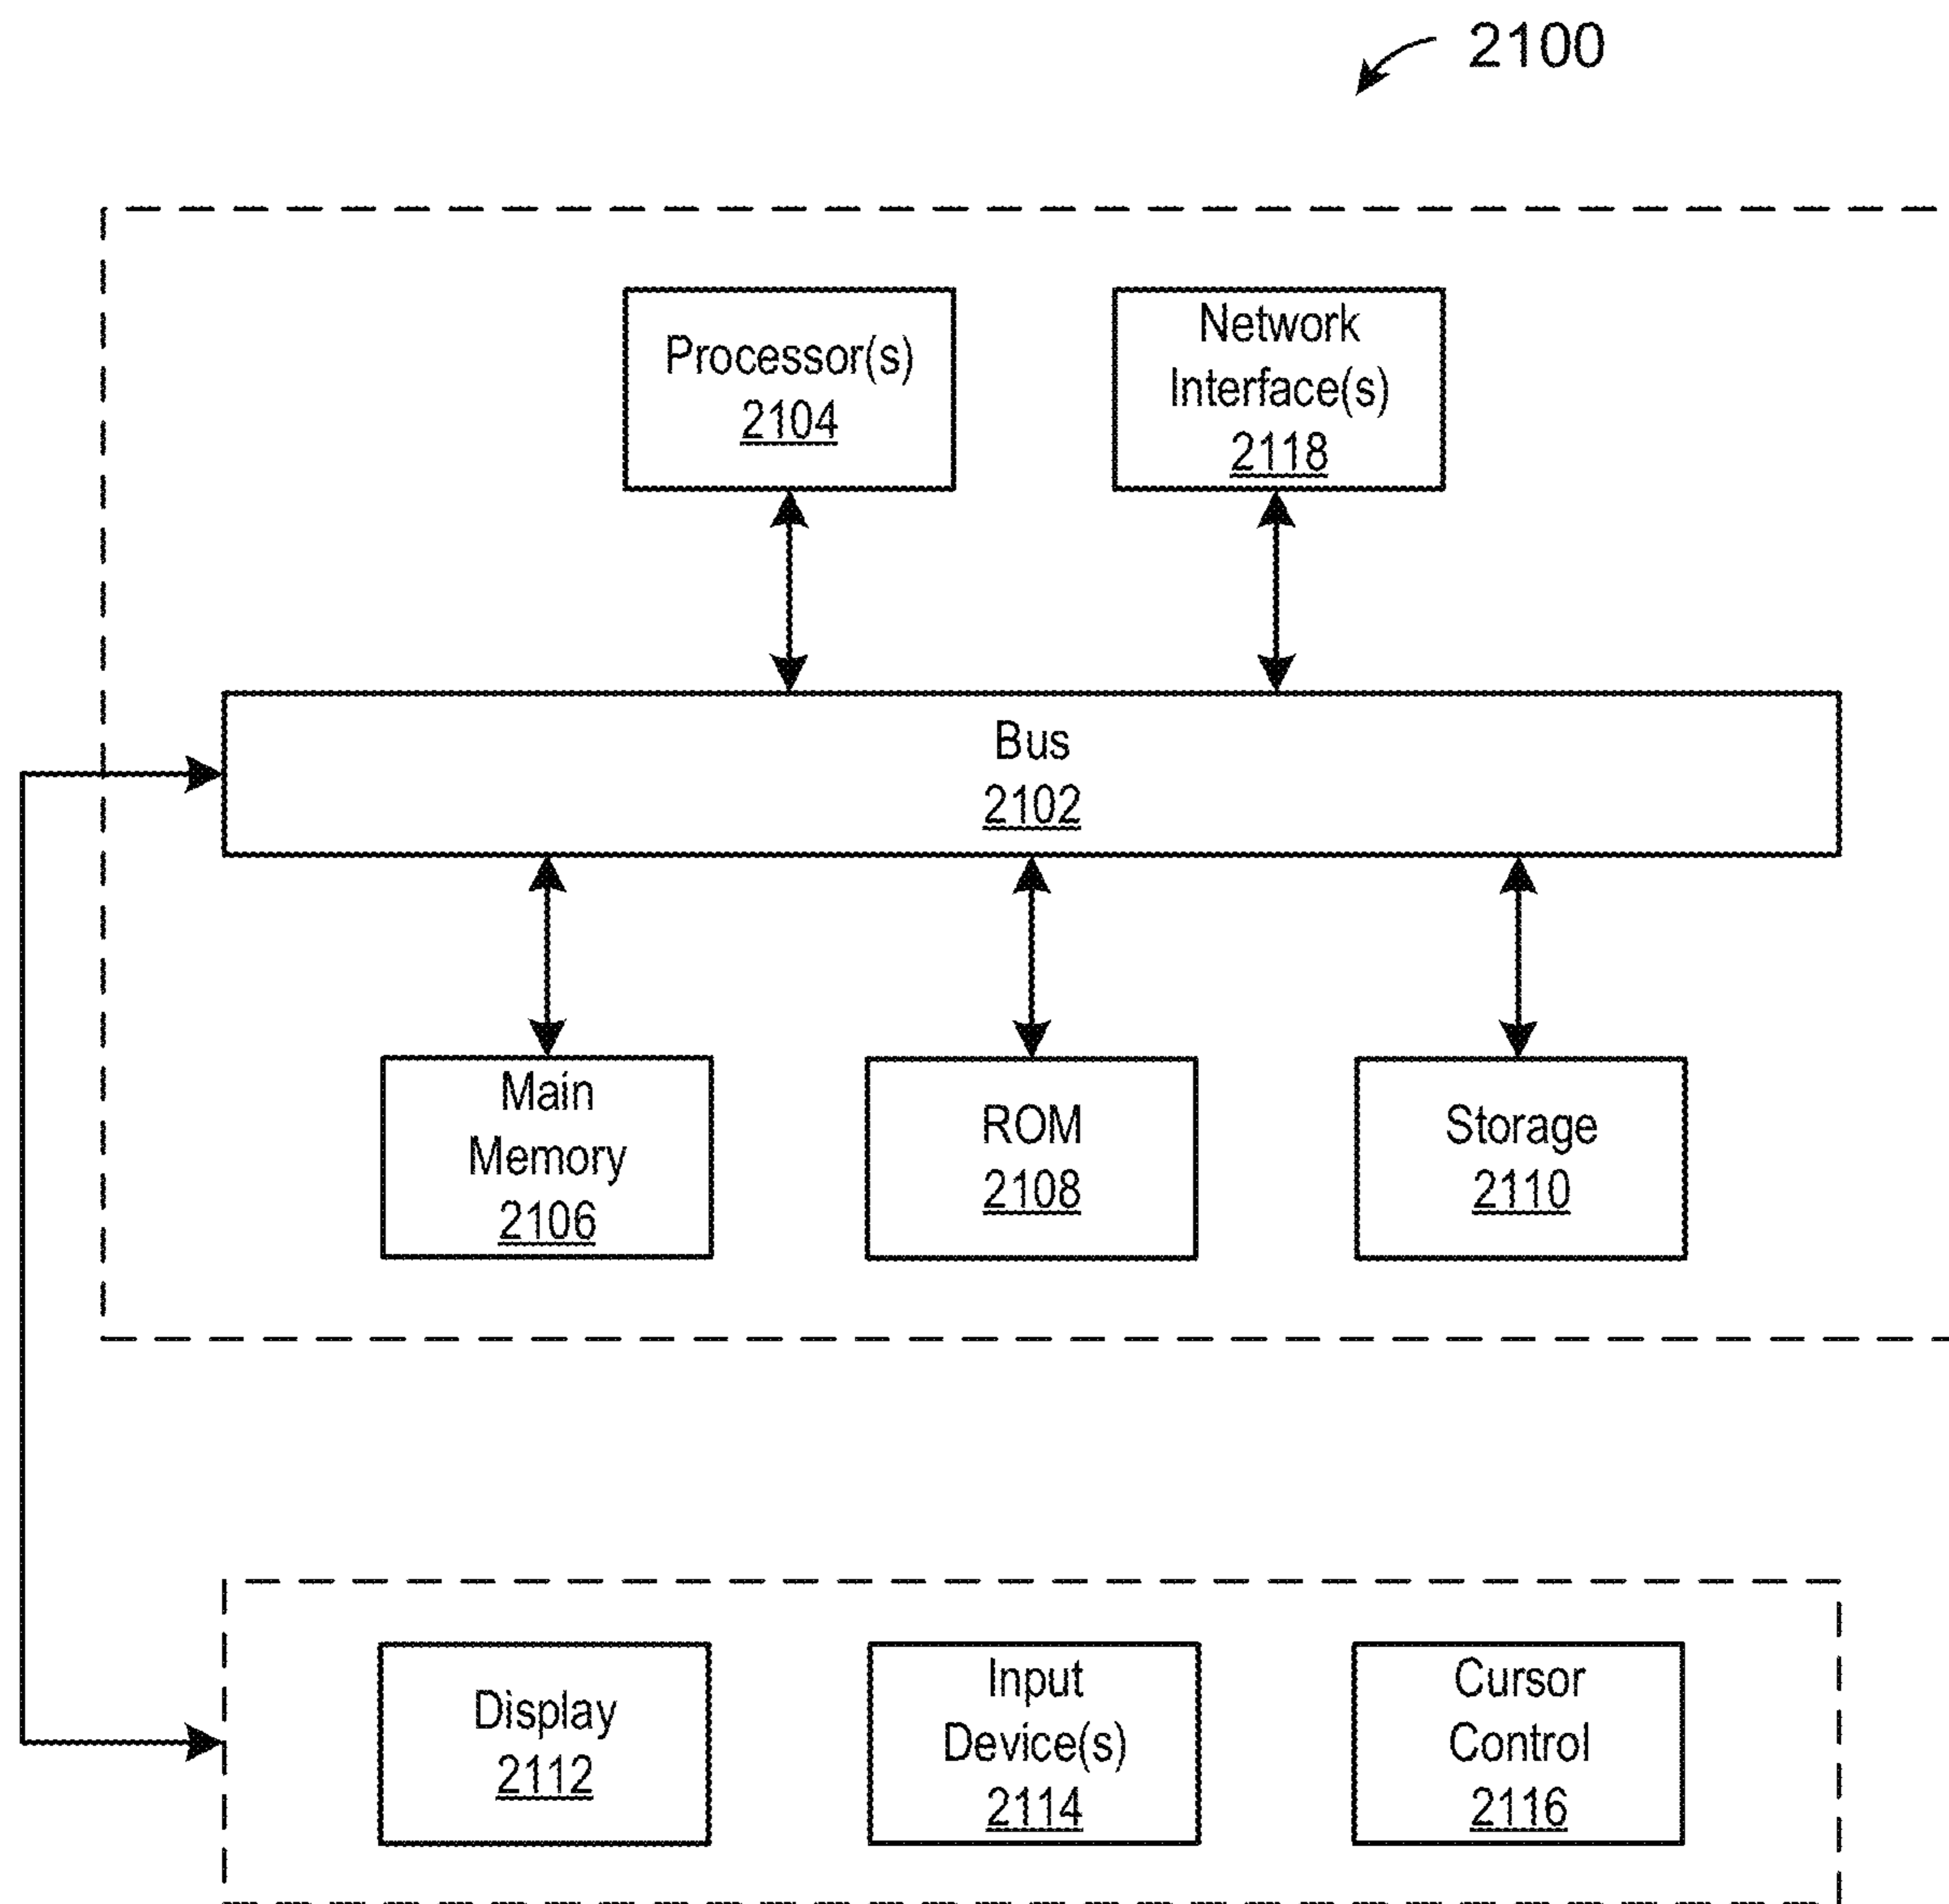 2100
Processor(s)
2104
Network
Interface(s)
2118
Bus
2102
Main
Memory
2106
ROM
2108
Storage
2110
Display
2112
Input
Device(s)
2114
Cursor
Control
2116